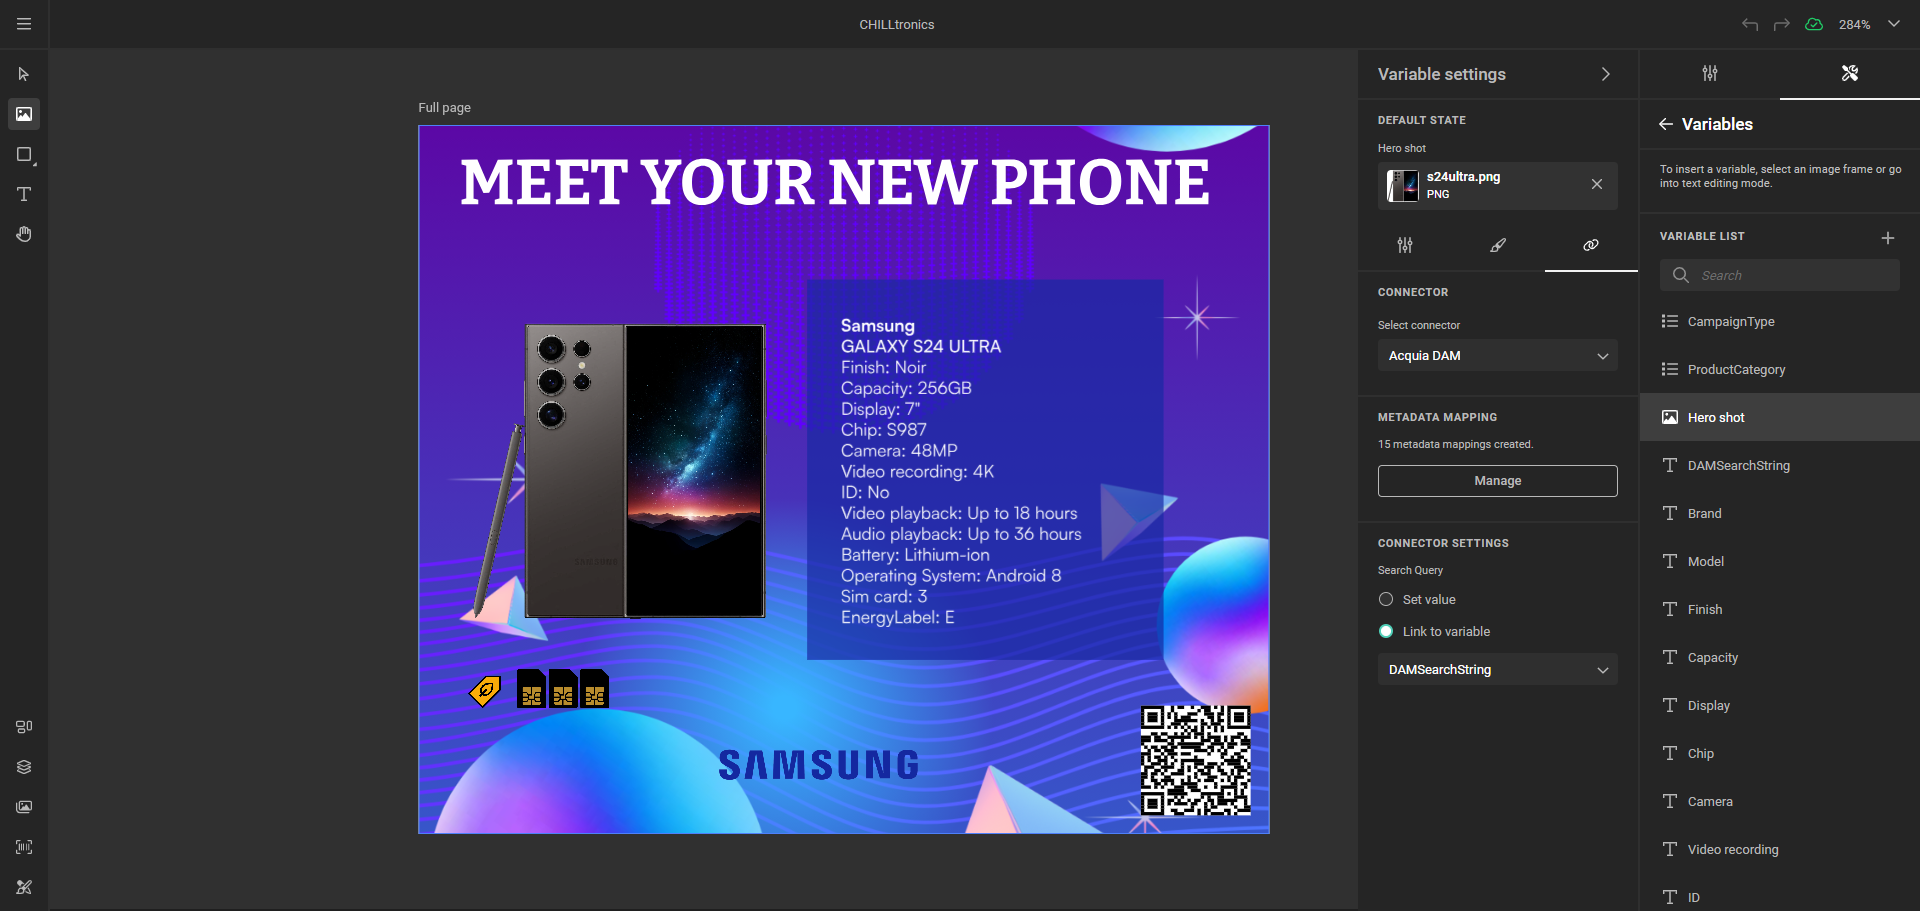 CHILLtronics
284%
Full page
MEET YOUR NEW PHONE
Samsung
GALAXY S24 ULTRA
Finish: Noir
Capacity: 256GB
Display: 7"
Chip: S987
Camera: 48MP
Video recording: 4K
ID: No
Video playback: Up to 18 hours
Audio playback: Up to 36 hours
Battery: Lithium-ion
Operating System: Android 8
Sim card: 3
EnergyLabel: E
SAMSUNG
SAMSUNG
Variable settings
DEFAULT STATE
Hero shot
s24ultra.png
PNG
CONNECTOR
Select connector
Acquia DAM
METADATA MAPPING
15 metadata mappings created.
Manage
CONNECTOR SETTINGS
Search Query
Set value
Link to variable
DAMSearchString
Variables
To insert a variable, select an image frame or go
into text editing mode.
VARIABLE LIST
Search
CampaignType
ProductCategory
Hero shot
DAMSearchString
Brand
Model
Finish
Capacity
Display
Chip
Camera
Video recording
ID